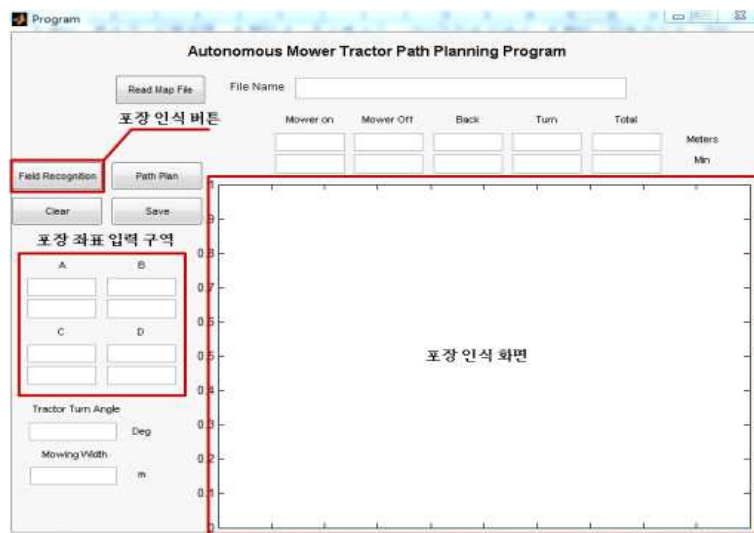 Program
Autonomous Mower Tractor Path Planning Program
Read Map File
File Name
포장 인식 버튼
Mower on Mower Off Back Turn Total
Meters
Min
Field Recognition Path Plan
Clear Save
포장 좌표 입력 구역
A B
C D
Tractor Turn Angle
Deg
Mowing Width
m
1
0.9
0.8
0.7
0.6
0.5
0.4
0.3
0.2
0.1
0
포장 인식 화면